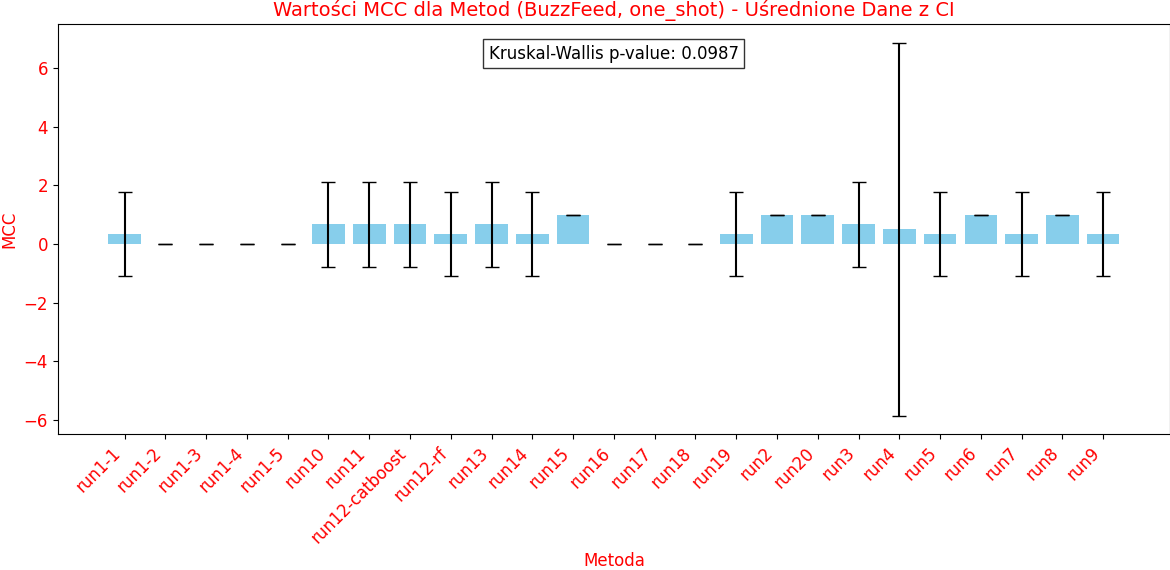 Wartości MCC dla Metod (BuzzFeed, one_shot) - Uśrednione Dane z CI
Kruskal-Wallis p-value: 0.0987
MCC
6
4
2
0
−2
−4
−6
run1-1
run1-2
run1-3
run1-4
run1-5
run10
run11
run12-catboost
run12-rf
run13
run14
run15
run16
run17
run18
run19
run2
run20
run3
run4
run5
run6
run7
run8
run9
Metoda